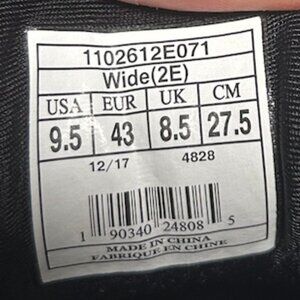 1102612E071
Wide(2E)
USA EUR UK CM
9.5 43 8.5 27.5
12/17 4828
1 90340 24808 5
MADE IN CHINA
FABRIQUE EN CHINE